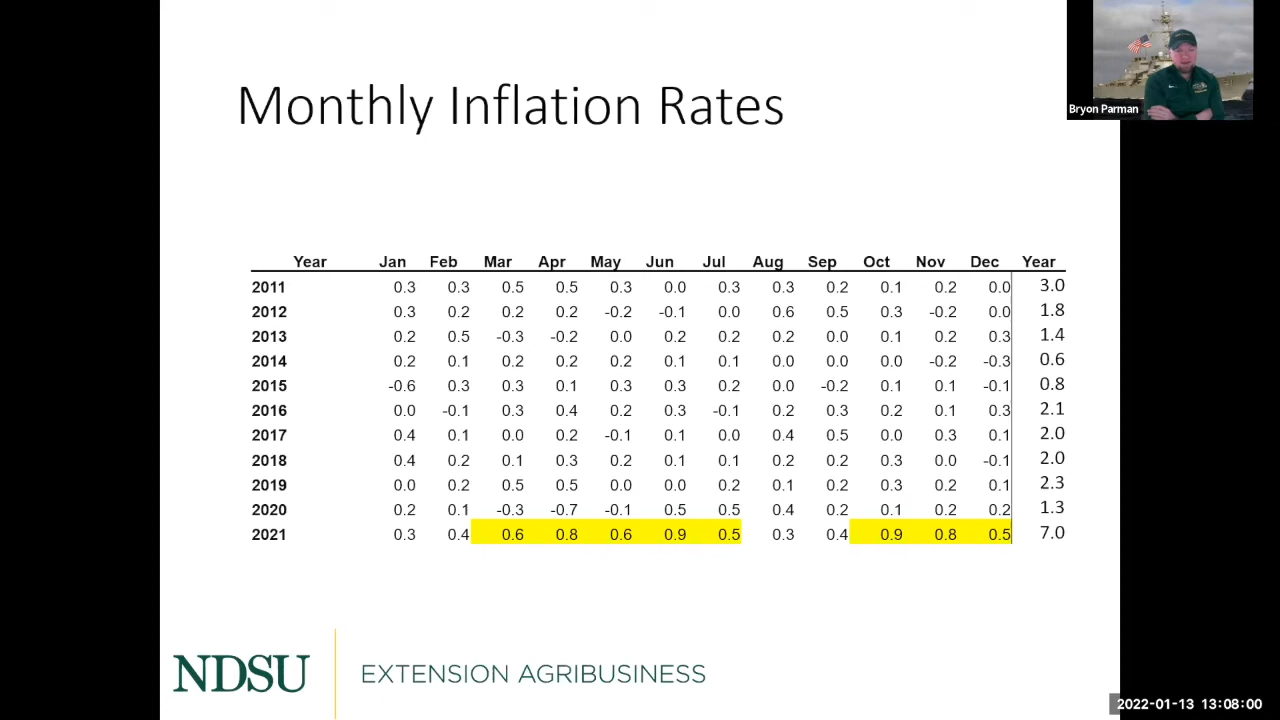 Bryon Parman
Monthly Inflation Rates
Year Jan Feb Mar Apr May Jun Jul Aug Sep Oct Nov Dec Year
2011 0.3 0.3 0.5 0.5 0.3 0.0 0.3 0.3 0.2 0.1 0.2 0.0 3.0
2012 0.3 0.2 0.2 0.2 -0.2 -0.1 0.0 0.6 0.5 0.3 -0.2 0.0 1.8
2013 0.2 0.5 -0.3 -0.2 0.0 0.2 0.2 0.2 0.0 0.1 0.2 0.3 1.4
2014 0.2 0.1 0.2 0.2 0.2 0.1 0.1 0.0 0.0 0.0 -0.2 -0.3 0.6
2015 -0.6 0.3 0.3 0.1 0.3 0.3 0.2 0.0 -0.2 0.1 0.1 -0.1 0.8
2016 0.0 -0.1 0.3 0.4 0.2 0.3 -0.1 0.2 0.3 0.2 0.1 0.3 2.1
2017 0.4 0.1 0.0 0.2 -0.1 0.1 0.0 0.4 0.5 0.0 0.3 0.1 2.0
2018 0.4 0.2 0.1 0.3 0.2 0.1 0.1 0.2 0.2 0.3 0.0 -0.1 2.0
2019 0.0 0.2 0.5 0.5 0.0 0.0 0.2 0.1 0.2 0.3 0.2 0.1 2.3
2020 0.2 0.1 -0.3 -0.7 -0.1 0.5 0.5 0.4 0.2 0.1 0.2 0.2 1.3
2021 0.3 0.4 0.6 0.8 0.6 0.9 0.5 0.3 0.4 0.9 0.8 0.5 7.0
NDSU EXTENSION AGRIBUSINESS
2022-01-13 13:08:00